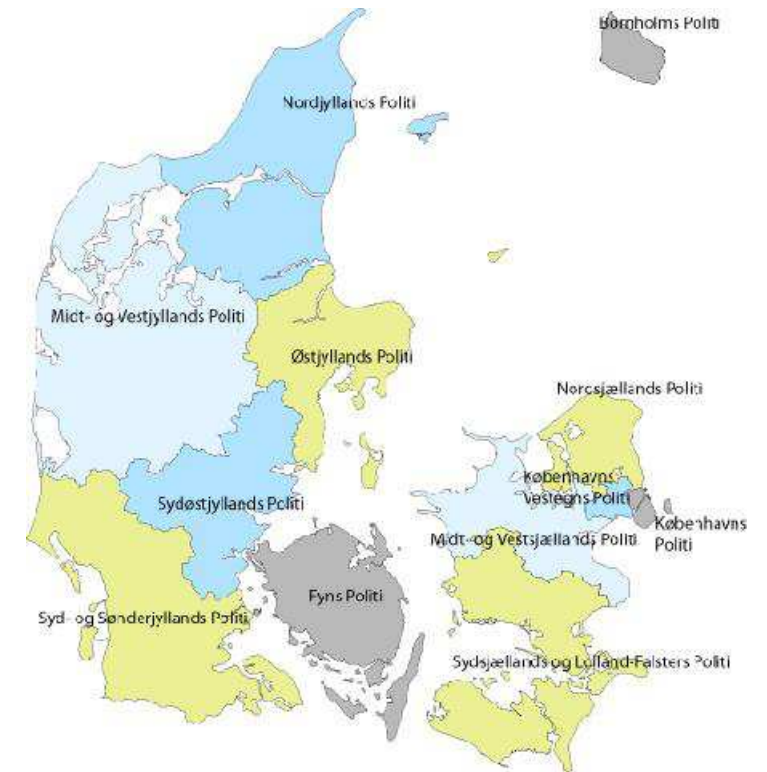 Bornholms Politi
Nordjyllands Politi
Midt- og Vestjyllands Politi
Østjyllands Politi
Nordsjællands Politi
Københavns
Vestegns Politi
Sydøstjyllands Politi
Københavns
Politi
Midt- og Vestsjællands Politi
Fyns Politi
Syd- og Sønderjyllands Politi
Sydsjællands og Lolland-Falsters Politi